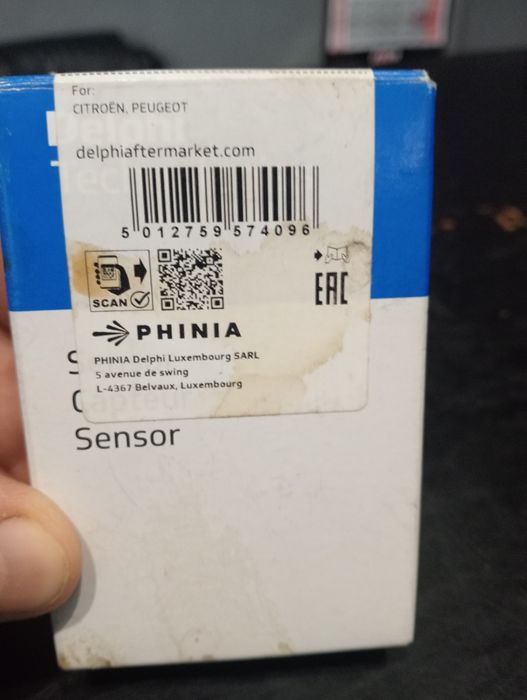 For:
CITROËN, PEUGEOT
delphiaftermarket.com
5 012759 574096
SCAN
EAC
PHINIA
PHINIA Delphi Luxembourg SARL
5 avenue de swing
L-4367 Belvaux, Luxembourg
Capteur
Sensor